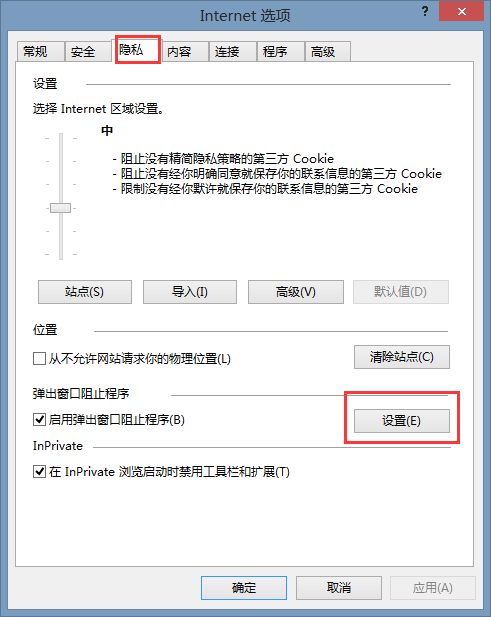 Internet 选项
?
常规 安全 隐私 内容 连接 程序 高级
设置
选择 Internet 区域设置。
中
- 阻止没有精简隐私策略的第三方 Cookie
- 阻止没有经你明确同意就保存你的联系信息的第三方 Cookie
- 限制没有经你默许就保存你的联系信息的第三方 Cookie
站点(S) 导入(I) 高级(V) 默认值(D)
位置
从不允许网站请求你的物理位置(L) 清除站点(C)
弹出窗口阻止程序
启用弹出窗口阻止程序(B) 设置(E)
InPrivate
在 InPrivate 浏览启动时禁用工具栏和扩展(T)
确定 取消 应用(A)